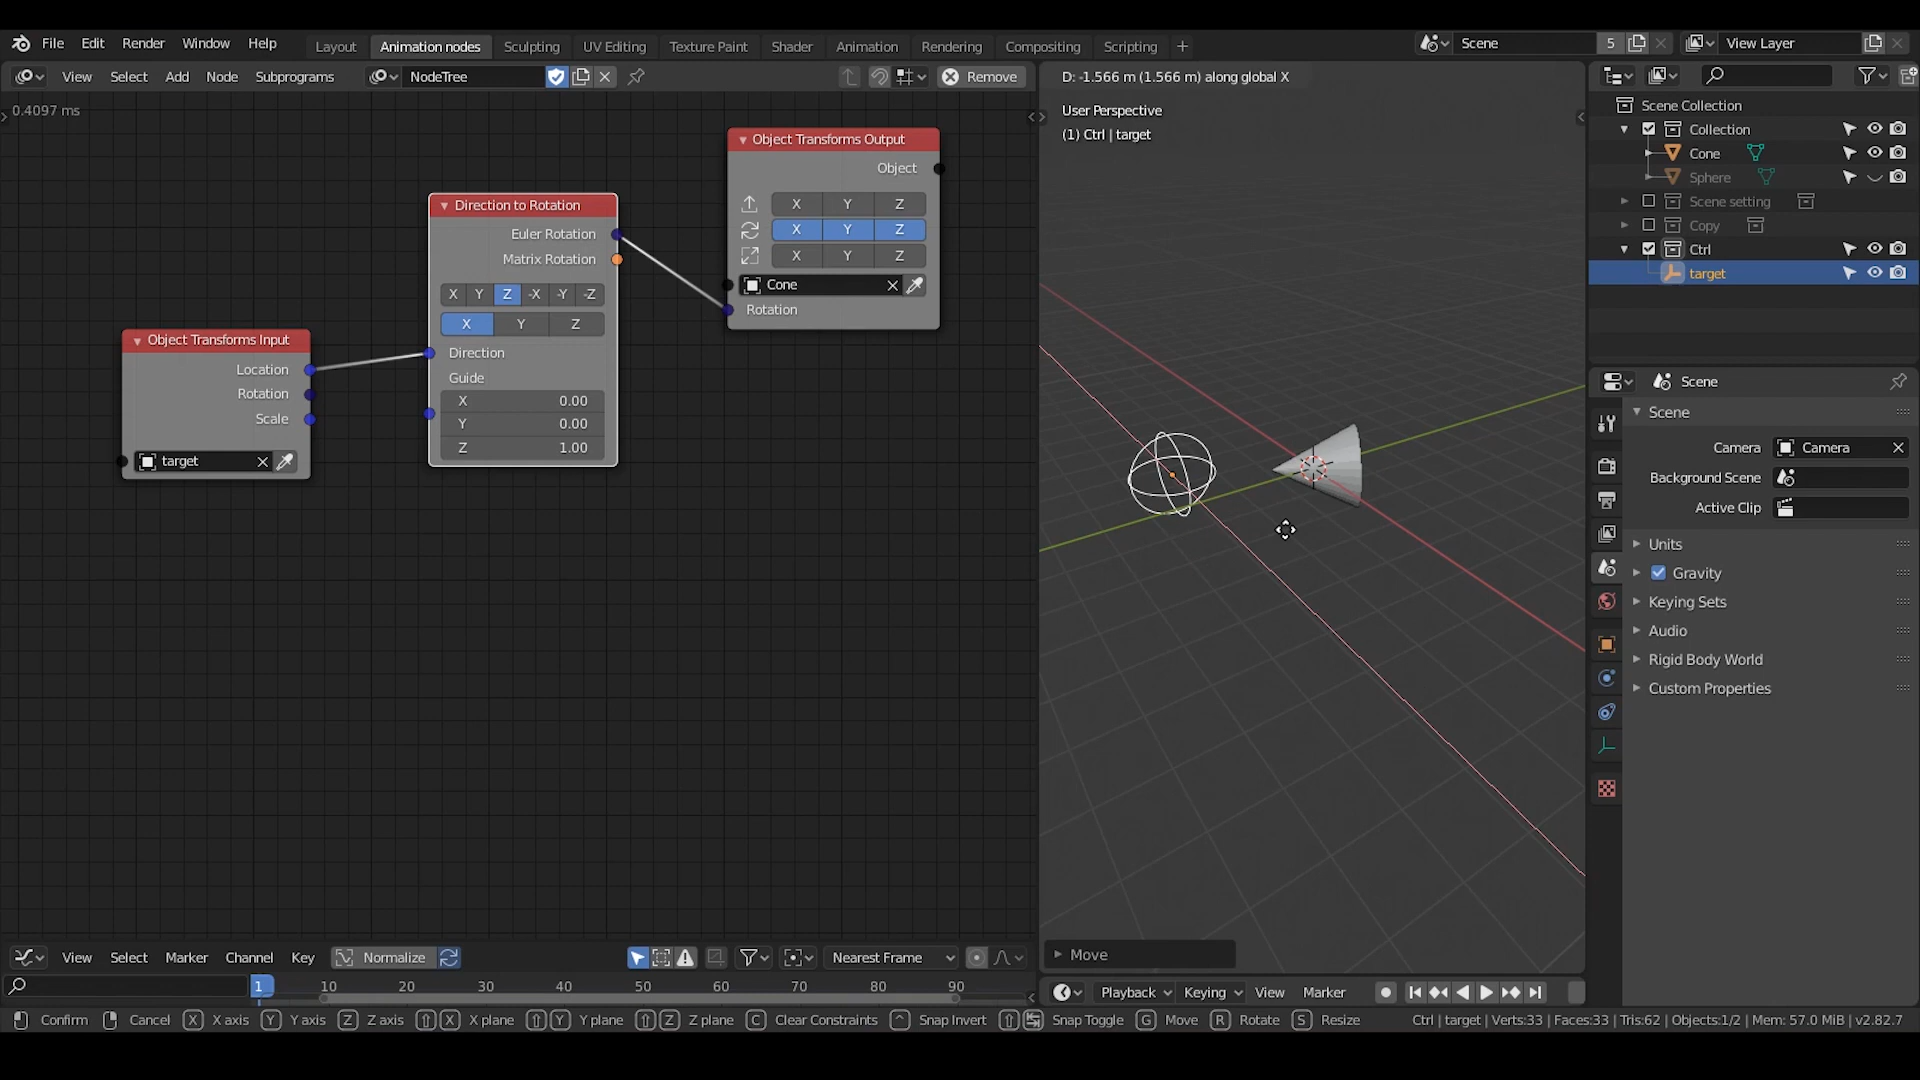 File Edit Render Window Help Layout Animation nodes Sculpting UV Editing Texture Paint Shader Animation Rendering Compositing Scripting + Scene 5 View Layer
View Select Add Node Subprograms NodeTree Remove
0.4097 ms
Object Transforms Output
Object
X Y Z
X Y Z
X Y Z
Cone
Rotation
Direction to Rotation
Euler Rotation
Matrix Rotation
X Y Z -X -Y -Z
X Y Z
Direction
Guide
X 0.00
Y 0.00
Z 1.00
Object Transforms Input
Location
Rotation
Scale
target
D: -1.566 m (1.566 m) along global X
User Perspective
(1) Ctrl | target
Move
Scene Collection
Collection
Cone
Sphere
Scene setting
Copy
Ctrl
target
Scene
Scene
Camera Camera
Background Scene
Active Clip
Units
Gravity
Keying Sets
Audio
Rigid Body World
Custom Properties
View Select Marker Channel Key Normalize Nearest Frame
1 10 20 30 40 50 60 70 80 90
Playback Keying View Marker
Confirm Cancel X X axis Y Y axis Z Z axis X X plane Y Y plane Z Z plane C Clear Constraints Snap Invert Snap Toggle G Move R Rotate S Resize Ctrl | target | Verts:33 | Faces:33 | Tris:62 | Objects:1/2 | Mem: 57.0 MiB | v2.82.7